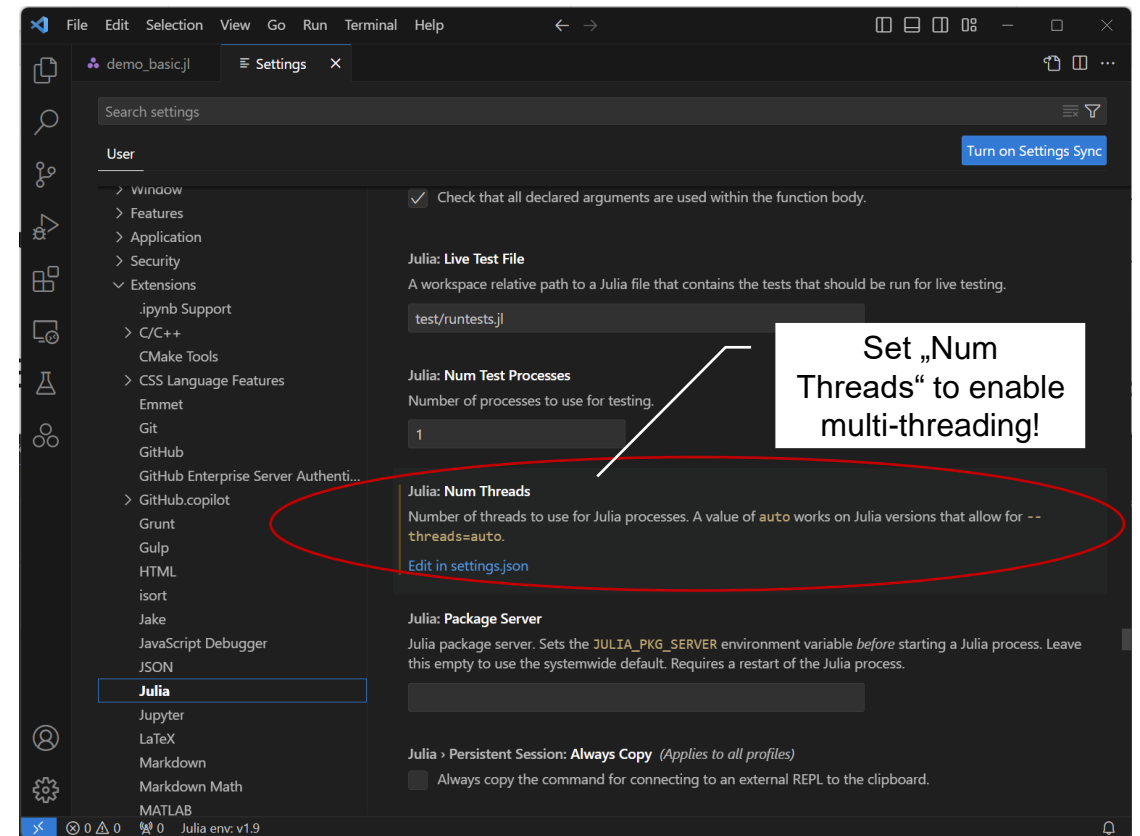 File Edit Selection View Go Run Terminal Help
demo_basic.jl
Settings
Search settings
User
Turn on Settings Sync
Window
Features
Application
Security
Extensions
.ipynb Support
C/C++
CMake Tools
CSS Language Features
Emmet
Git
GitHub
GitHub Enterprise Server Authenti...
GitHub.copilot
Grunt
Gulp
HTML
isort
Jake
JavaScript Debugger
JSON
Julia
Jupyter
LaTeX
Markdown
Markdown Math
MATLAB
Check that all declared arguments are used within the function body.
Julia: Live Test File
A workspace relative path to a Julia file that contains the tests that should be run for live testing.
test/runtests.jl
Set „Num
Threads“ to enable
multi-threading!
Julia: Num Test Processes
Number of processes to use for testing.
1
Julia: Num Threads
Number of threads to use for Julia processes. A value of auto works on Julia versions that allow for --
threads=auto.
Edit in settings.json
Julia: Package Server
Julia package server. Sets the JULIA_PKG_SERVER environment variable before starting a Julia process. Leave
this empty to use the systemwide default. Requires a restart of the Julia process.
Julia › Persistent Session: Always Copy (Applies to all profiles)
Always copy the command for connecting to an external REPL to the clipboard.
0 0 0 Julia env: v1.9